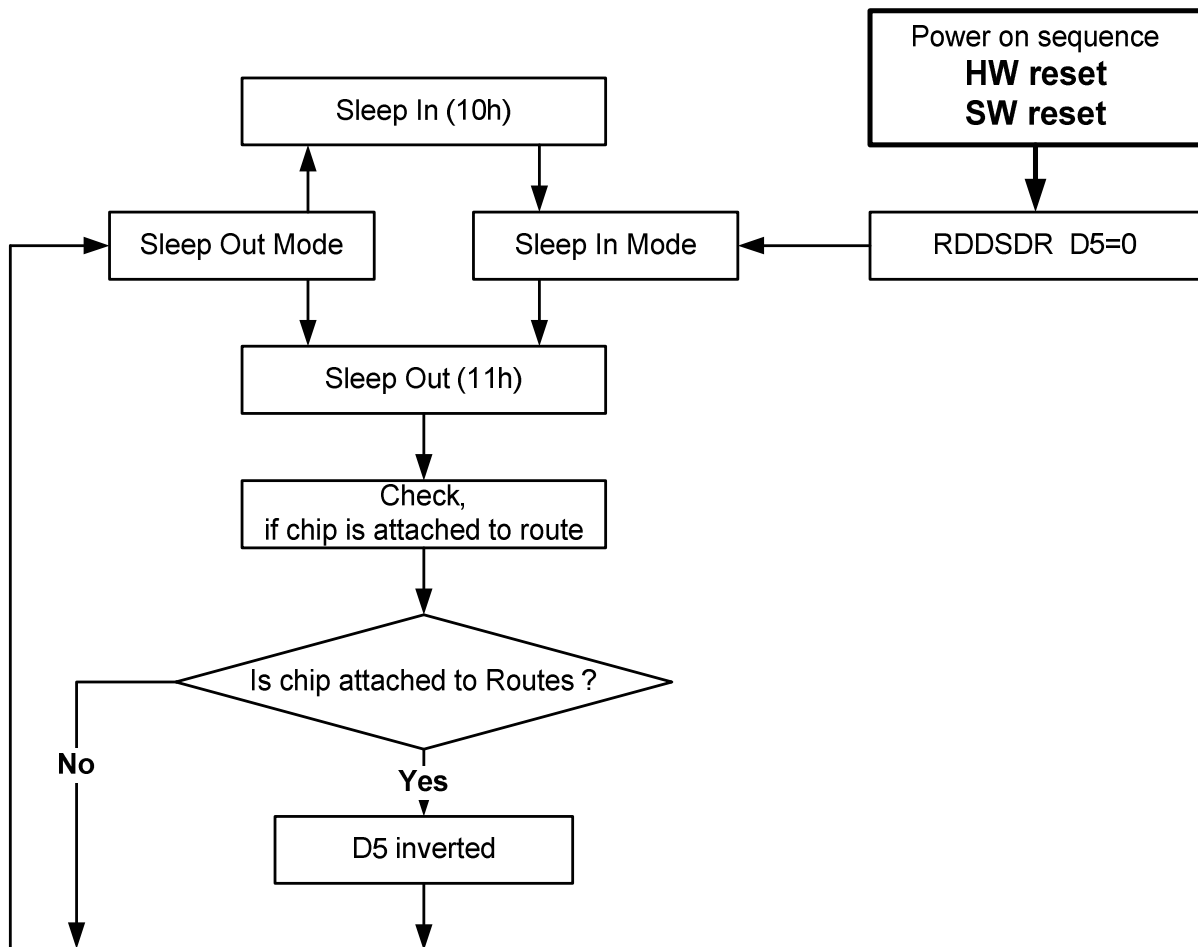 Power on sequence
HW reset
SW reset
Sleep In (10h)
Sleep Out Mode
Sleep In Mode
RDDSDR D5=0
Sleep Out (11h)
Check,
if chip is attached to route
Is chip attached to Routes ?
No
Yes
D5 inverted